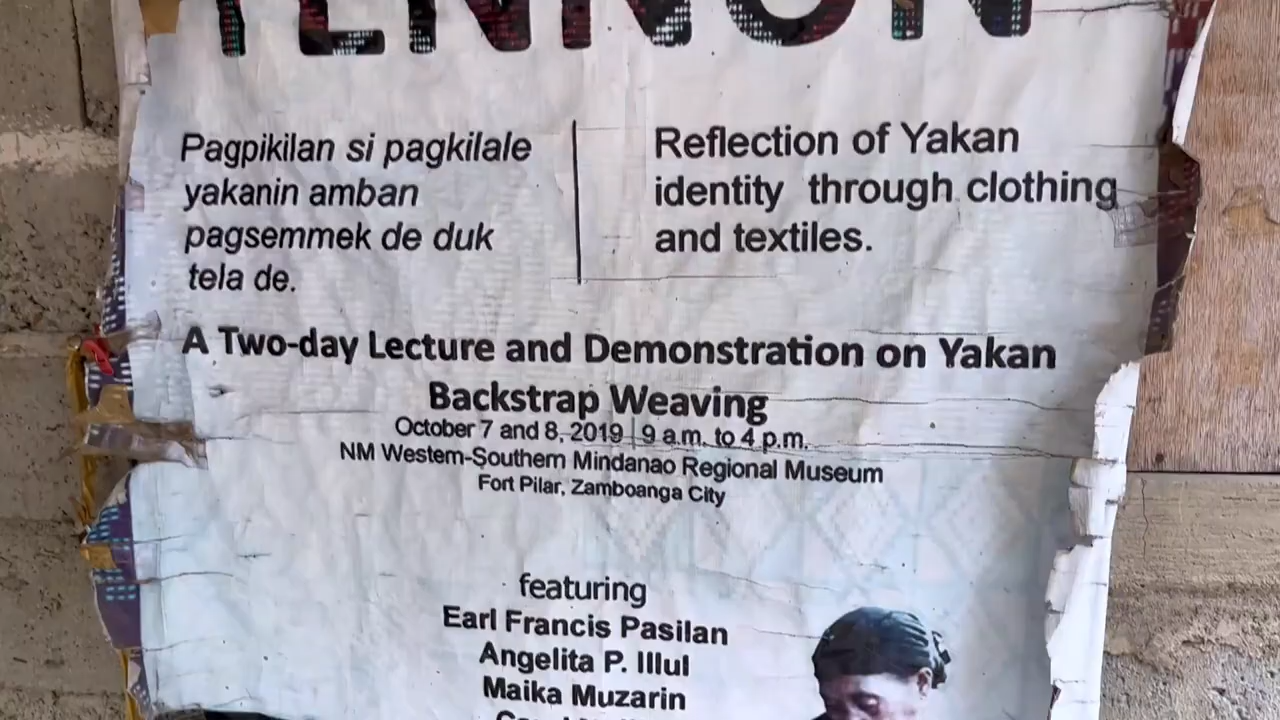 TENNUN
Pagpikilan si pagkilale
yakanin amban
pagsemmek de duk
tela de.
Reflection of Yakan
identity through clothing
and textiles.
A Two-day Lecture and Demonstration on Yakan
Backstrap Weaving
October 7 and 8, 2019 | 9 a.m. to 4 p.m.
NM Western-Southern Mindanao Regional Museum
Fort Pilar, Zamboanga City
featuring
Earl Francis Pasilan
Angelita P. Illul
Maika Muzarin